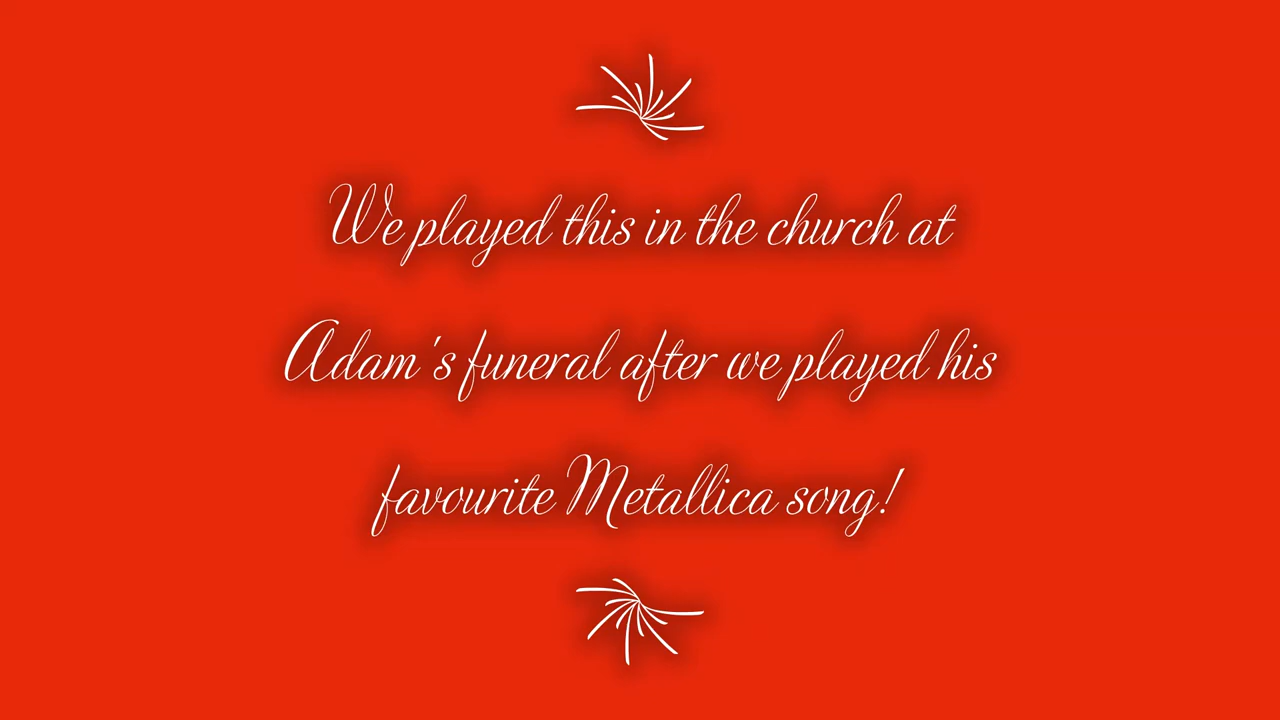 We played this in the church at
Adam's funeral after we played his
favourite Metallica song!